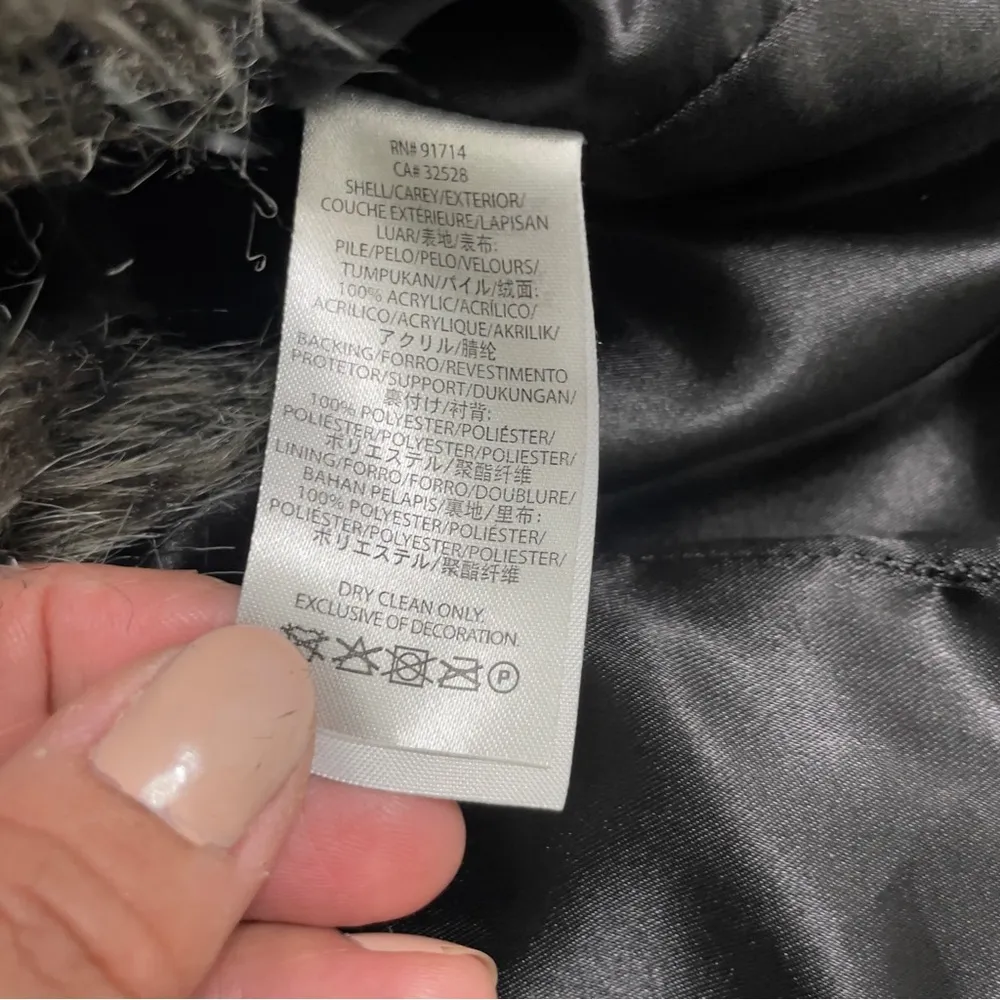 RN# 91714
CA# 32528
SHELL/CAREY/EXTERIOR/
COUCHE EXTÉRIEURE/LAPISAN
LUAR/表地/表布:
PILE/PELO/PELO/VELOURS/
TUMPUKAN/パイル/绒面:
100% ACRYLIC/ACRÍLICO/
ACRÍLICO/ACRYLIQUE/AKRILIK/
アクリル/腈纶
BACKING/FORRO/REVESTIMENTO
PROTETOR/SUPPORT/DUKUNGAN/
裏付け/衬背:
100% POLYESTER/POLIÉSTER/
POLIÉSTER/POLYESTER/POLIESTER/
ポリエステル/聚酯纤维
LINING/FORRO/FORRO/DOUBLURE/
BAHAN PELAPIS/裏地/里布:
100% POLYESTER/POLIÉSTER/
POLIÉSTER/POLYESTER/POLIESTER/
ポリエステル/聚酯纤维
DRY CLEAN ONLY.
EXCLUSIVE OF DECORATION.
P